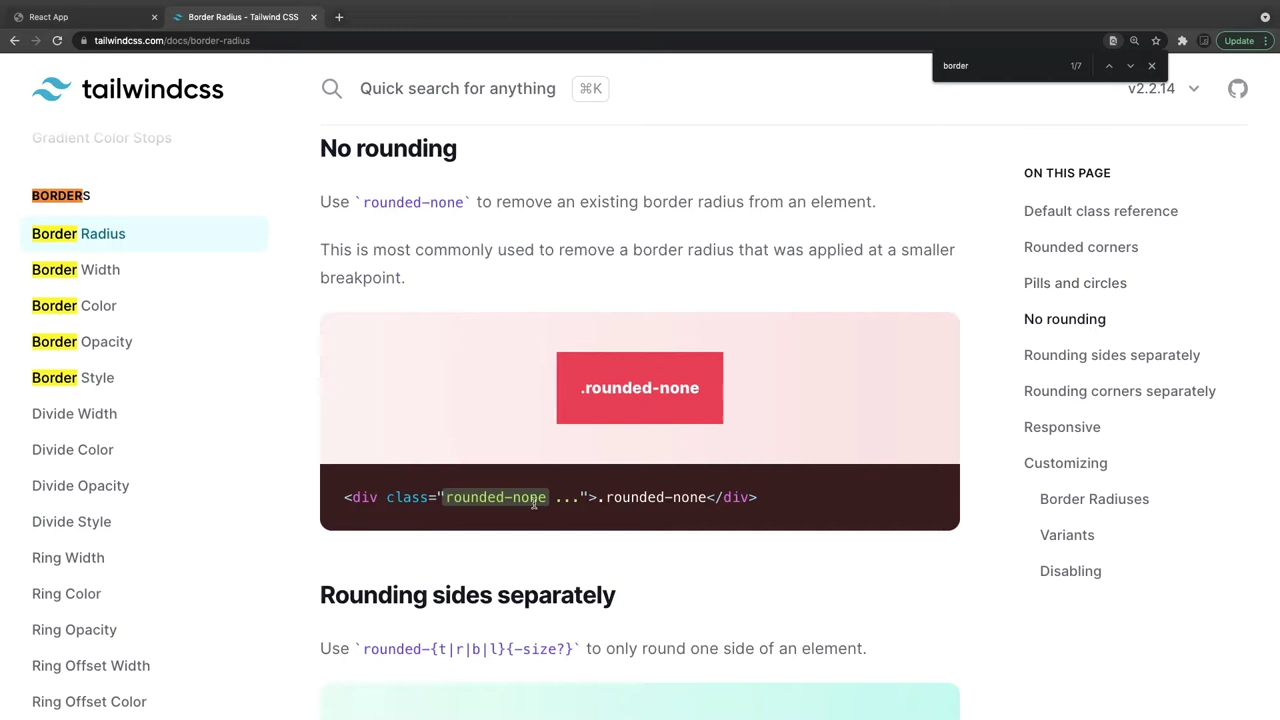 React App
Border Radius - Tailwind CSS
tailwindcss.com/docs/border-radius
Update
border
1/7
tailwindcss
Quick search for anything
⌘K
v2.2.14
Gradient Color Stops
BORDERS
Border Radius
Border Width
Border Color
Border Opacity
Border Style
Divide Width
Divide Color
Divide Opacity
Divide Style
Ring Width
Ring Color
Ring Opacity
Ring Offset Width
Ring Offset Color
No rounding
Use `rounded-none` to remove an existing border radius from an element.
This is most commonly used to remove a border radius that was applied at a smaller
breakpoint.
.rounded-none
<div class="rounded-none ...">.rounded-none</div>
Rounding sides separately
Use `rounded-{t|r|b|l}{-size?}` to only round one side of an element.
ON THIS PAGE
Default class reference
Rounded corners
Pills and circles
No rounding
Rounding sides separately
Rounding corners separately
Responsive
Customizing
Border Radiuses
Variants
Disabling